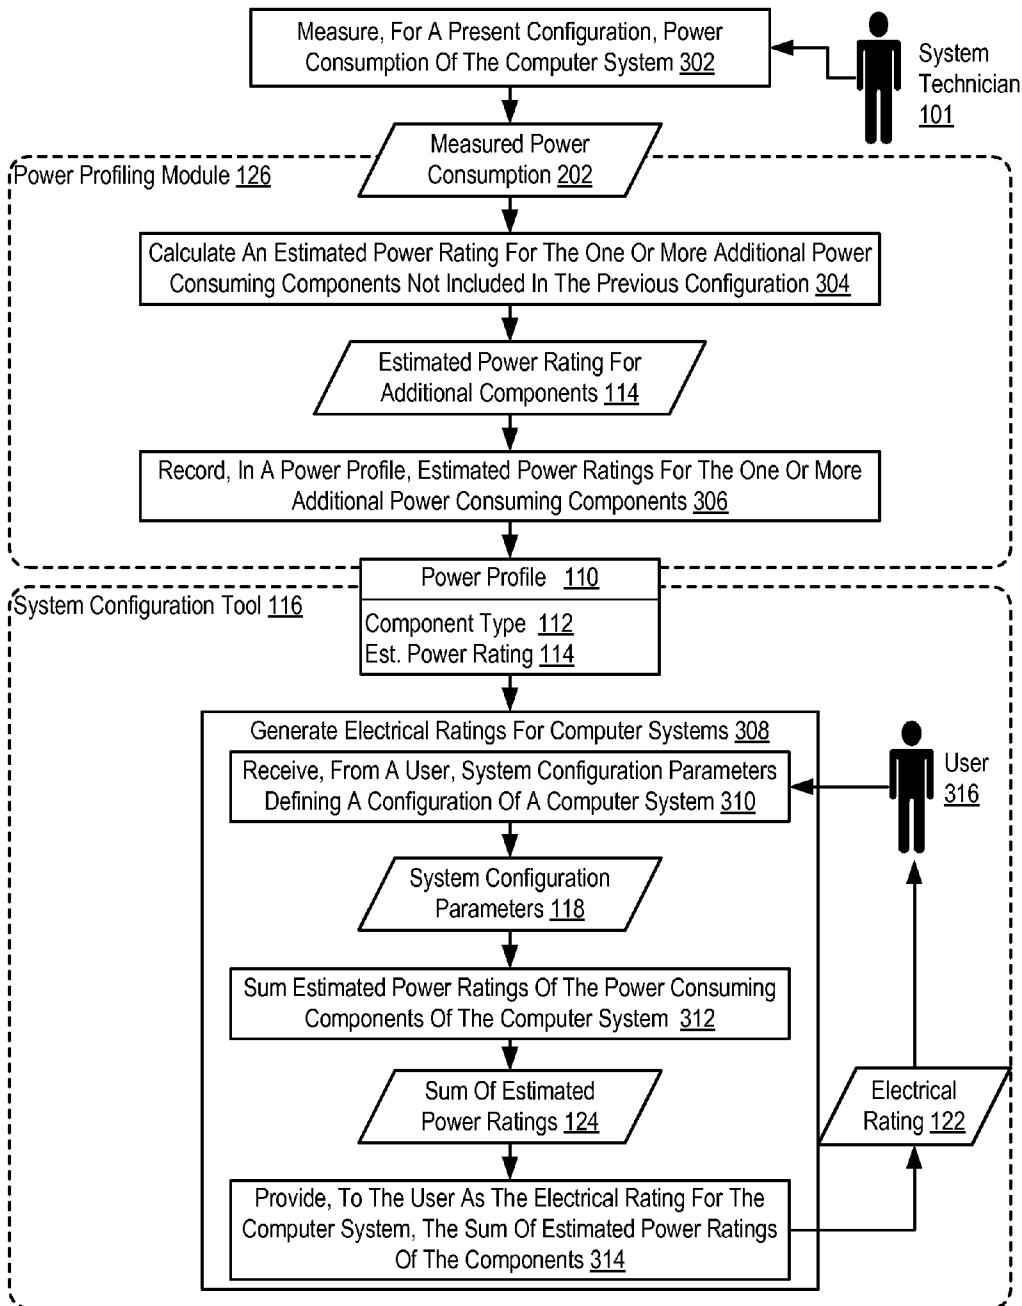 Measure, For A Present Configuration, Power
Consumption Of The Computer System 302
System
Technician
101
Measured Power
Consumption 202
Power Profiling Module 126
Calculate An Estimated Power Rating For The One Or More Additional Power
Consuming Components Not Included In The Previous Configuration 304
Estimated Power Rating For
Additional Components 114
Record, In A Power Profile, Estimated Power Ratings For The One Or More
Additional Power Consuming Components 306
Power Profile 110
System Configuration Tool 116
Component Type 112
Est. Power Rating 114
Generate Electrical Ratings For Computer Systems 308
Receive, From A User, System Configuration Parameters
Defining A Configuration Of A Computer System 310
User
316
System Configuration
Parameters 118
Sum Estimated Power Ratings Of The Power Consuming
Components Of The Computer System 312
Sum Of Estimated
Power Ratings 124
Electrical
Rating 122
Provide, To The User As The Electrical Rating For The
Computer System, The Sum Of Estimated Power Ratings
Of The Components 314